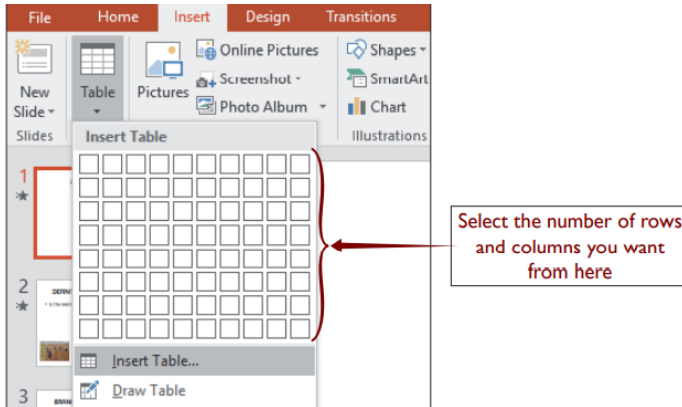 File Home Insert Design Transitions
Online Pictures
Screenshot
Photo Album
Shapes
SmartArt
Chart
New
Slide
Table
Pictures
Slides
Illustrations
Insert Table
1
2
3
Insert Table...
Draw Table
Select the number of rows
and columns you want
from here